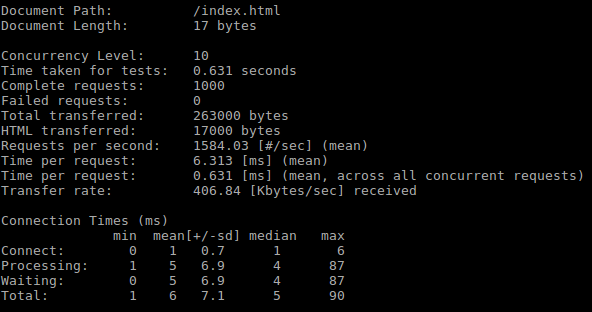 Document Path:          /index.html
Document Length:        17 bytes

Concurrency Level:      10
Time taken for tests:   0.631 seconds
Complete requests:      1000
Failed requests:        0
Total transferred:      263000 bytes
HTML transferred:       17000 bytes
Requests per second:    1584.03 [#/sec] (mean)
Time per request:       6.313 [ms] (mean)
Time per request:       0.631 [ms] (mean, across all concurrent requests)
Transfer rate:          406.84 [Kbytes/sec] received

Connection Times (ms)
              min  mean[+/-sd] median   max
Connect:        0    1   0.7      1       6
Processing:     1    5   6.9      4      87
Waiting:        0    5   6.9      4      87
Total:          1    6   7.1      5      90